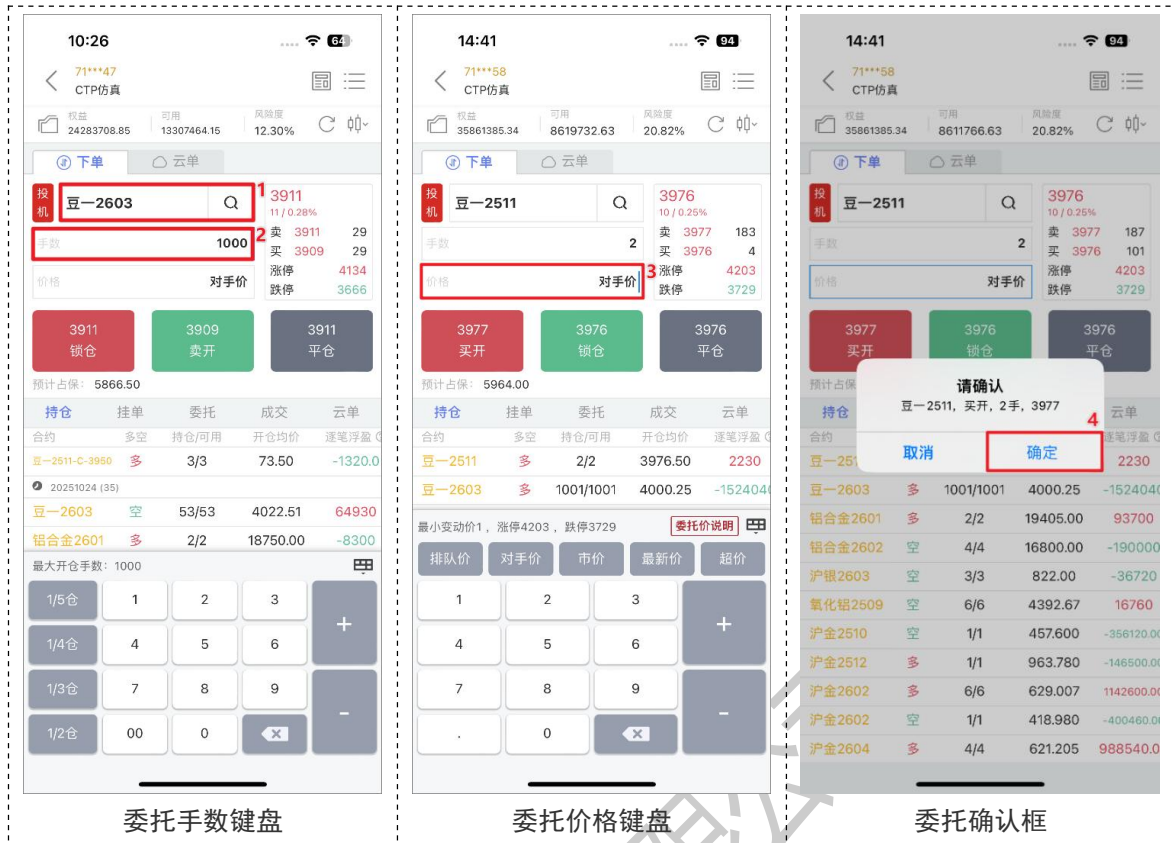 10:26
64
71***47
CTP仿真
权益
可用
风险度
24283708.85
13307464.15
12.30%
下单
云单
投机
豆一2603
1
3911
11 / 0.28%
手数
1000
2
卖 3911 29
买 3909 29
价格
对手价
涨停 4134
跌停 3666
3911
锁仓
3909
卖开
3911
平仓
预计占保: 5866.50
持仓 挂单 委托 成交 云单
合约 多空 持仓/可用 开仓均价 逐笔浮盈
豆一2511-C-3950 多 3/3 73.50 -1320.0
20251024 (35)
豆一2603 空 53/53 4022.51 64930
铝合金2601 多 2/2 18750.00 -8300
最大开仓手数: 1000
1/5仓 1 2 3 +
1/4仓 4 5 6
1/3仓 7 8 9 -
1/2仓 00 0
委托手数键盘
14:41
94
71***58
CTP仿真
权益
可用
风险度
35861385.34
8619732.63
20.82%
下单
云单
投机
豆一2511
3976
10 / 0.25%
手数
2
卖 3977 183
买 3976 4
价格
对手价
3
涨停 4203
跌停 3729
3977
买开
3976
锁仓
3976
平仓
预计占保: 5964.00
持仓 挂单 委托 成交 云单
合约 多空 持仓/可用 开仓均价 逐笔浮盈
豆一2511 多 2/2 3976.50 2230
豆一2603 多 1001/1001 4000.25 -152404
最小变动价1, 涨停4203, 跌停3729
委托价说明
排队价 对手价 市价 最新价 超价
1 2 3 +
4 5 6
7 8 9 -
. 0
委托价格键盘
14:41
94
71***58
CTP仿真
权益
可用
风险度
35861385.34
8611766.63
20.82%
下单
云单
投机
豆一2511
3976
10 / 0.25%
手数
2
卖 3977 187
买 3976 101
价格
对手价
涨停 4203
跌停 3729
3977
买开
3976
锁仓
3976
平仓
预计占保
请确认
豆一2511, 买开, 2手, 3977
4
取消
确定
持仓
云单
合约
逐笔浮盈
豆一25
2230
豆一2603 多 1001/1001 4000.25 -152404
铝合金2601 多 2/2 19405.00 93700
铝合金2602 空 4/4 16800.00 -190000
沪银2603 空 3/3 822.00 -36720
氧化铝2509 空 6/6 4392.67 16760
沪金2510 空 1/1 457.600 -356120.00
沪金2512 多 1/1 963.780 -146500.00
沪金2602 多 6/6 629.007 1142600.00
沪金2602 空 1/1 418.980 -400460.00
沪金2604 多 4/4 621.205 988540.0
委托确认框